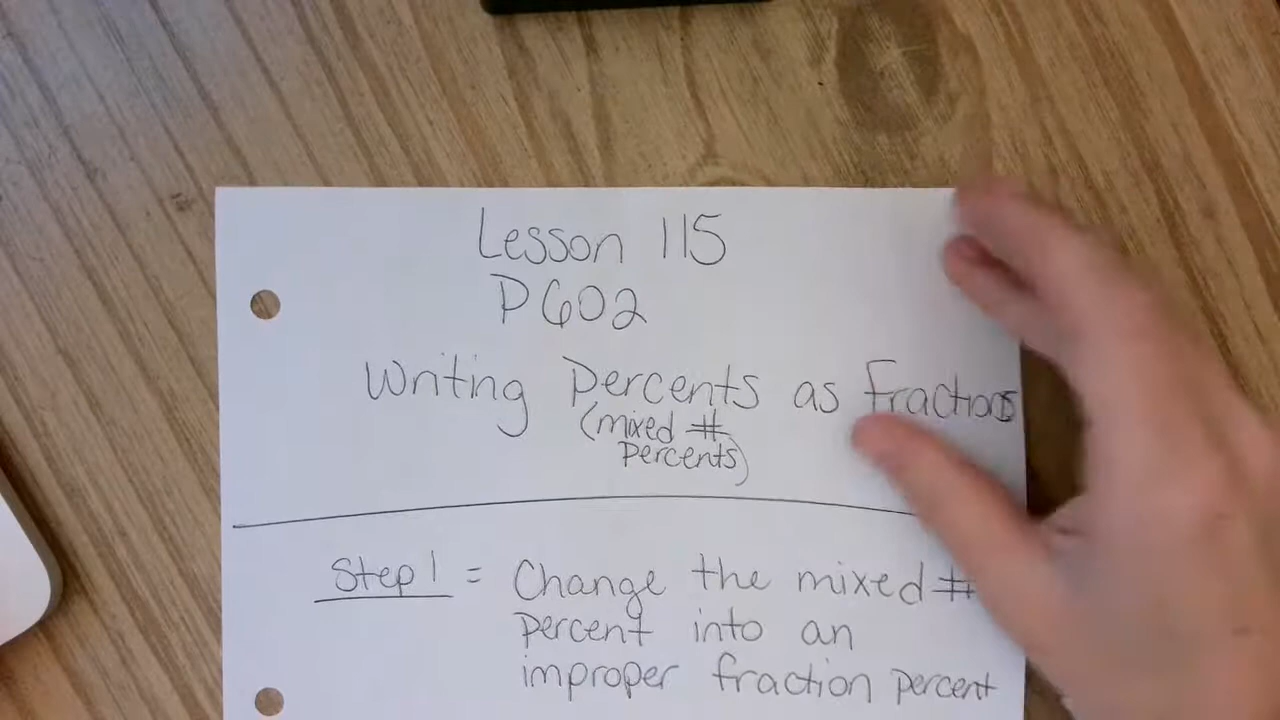 Lesson 115
P 602
Writing Percents as Fractions
(mixed #
percents)
Step 1 = Change the mixed #
percent into an
improper fraction percent